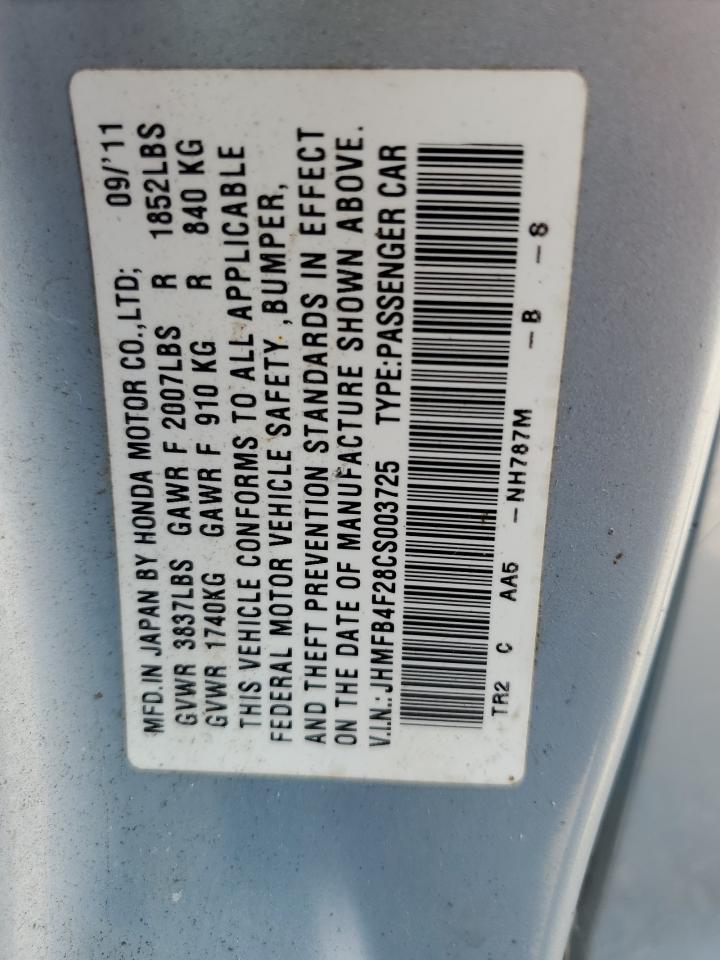 MFD.IN JAPAN BY HONDA MOTOR CO.,LTD; 09/'11
GVWR 3837LBS GAWR F 2007LBS R 1852LBS
GVWR 1740KG GAWR F 910 KG R 840 KG
THIS VEHICLE CONFORMS TO ALL APPLICABLE
FEDERAL MOTOR VEHICLE SAFETY ,BUMPER,
AND THEFT PREVENTION STANDARDS IN EFFECT
ON THE DATE OF MANUFACTURE SHOWN ABOVE.
V.I.N.: JHMFB4F28CS003725 TYPE:PASSENGER CAR
TR2 C AA5 -NH787M -B -S